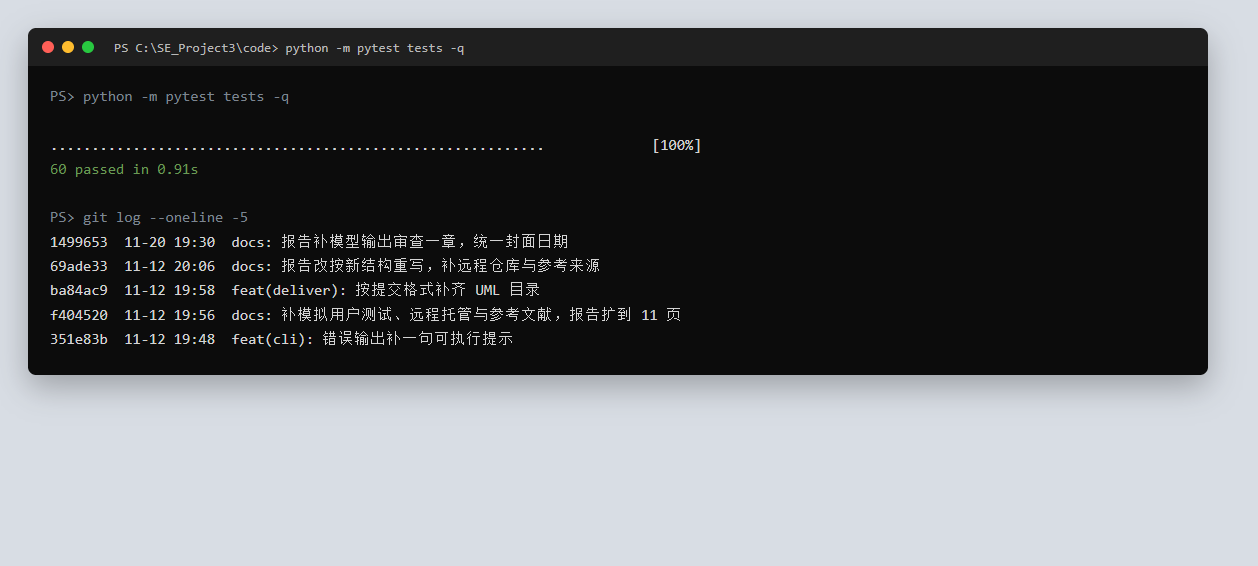 PS C:\SE_Project3\code> python -m pytest tests -q
PS> python -m pytest tests -q
............................................................ [100%]
60 passed in 0.91s
PS> git log --oneline -5
1499653 11-20 19:30 docs: 报告补模型输出审查一章，统一封面日期
69ade33 11-12 20:06 docs: 报告改按新结构重写，补远程仓库与参考来源
ba84ac9 11-12 19:58 feat(deliver): 按提交格式补齐 UML 目录
f404520 11-12 19:56 docs: 补模拟用户测试、远程托管与参考文献，报告扩到 11 页
351e83b 11-12 19:48 feat(cli): 错误输出补一句可执行提示